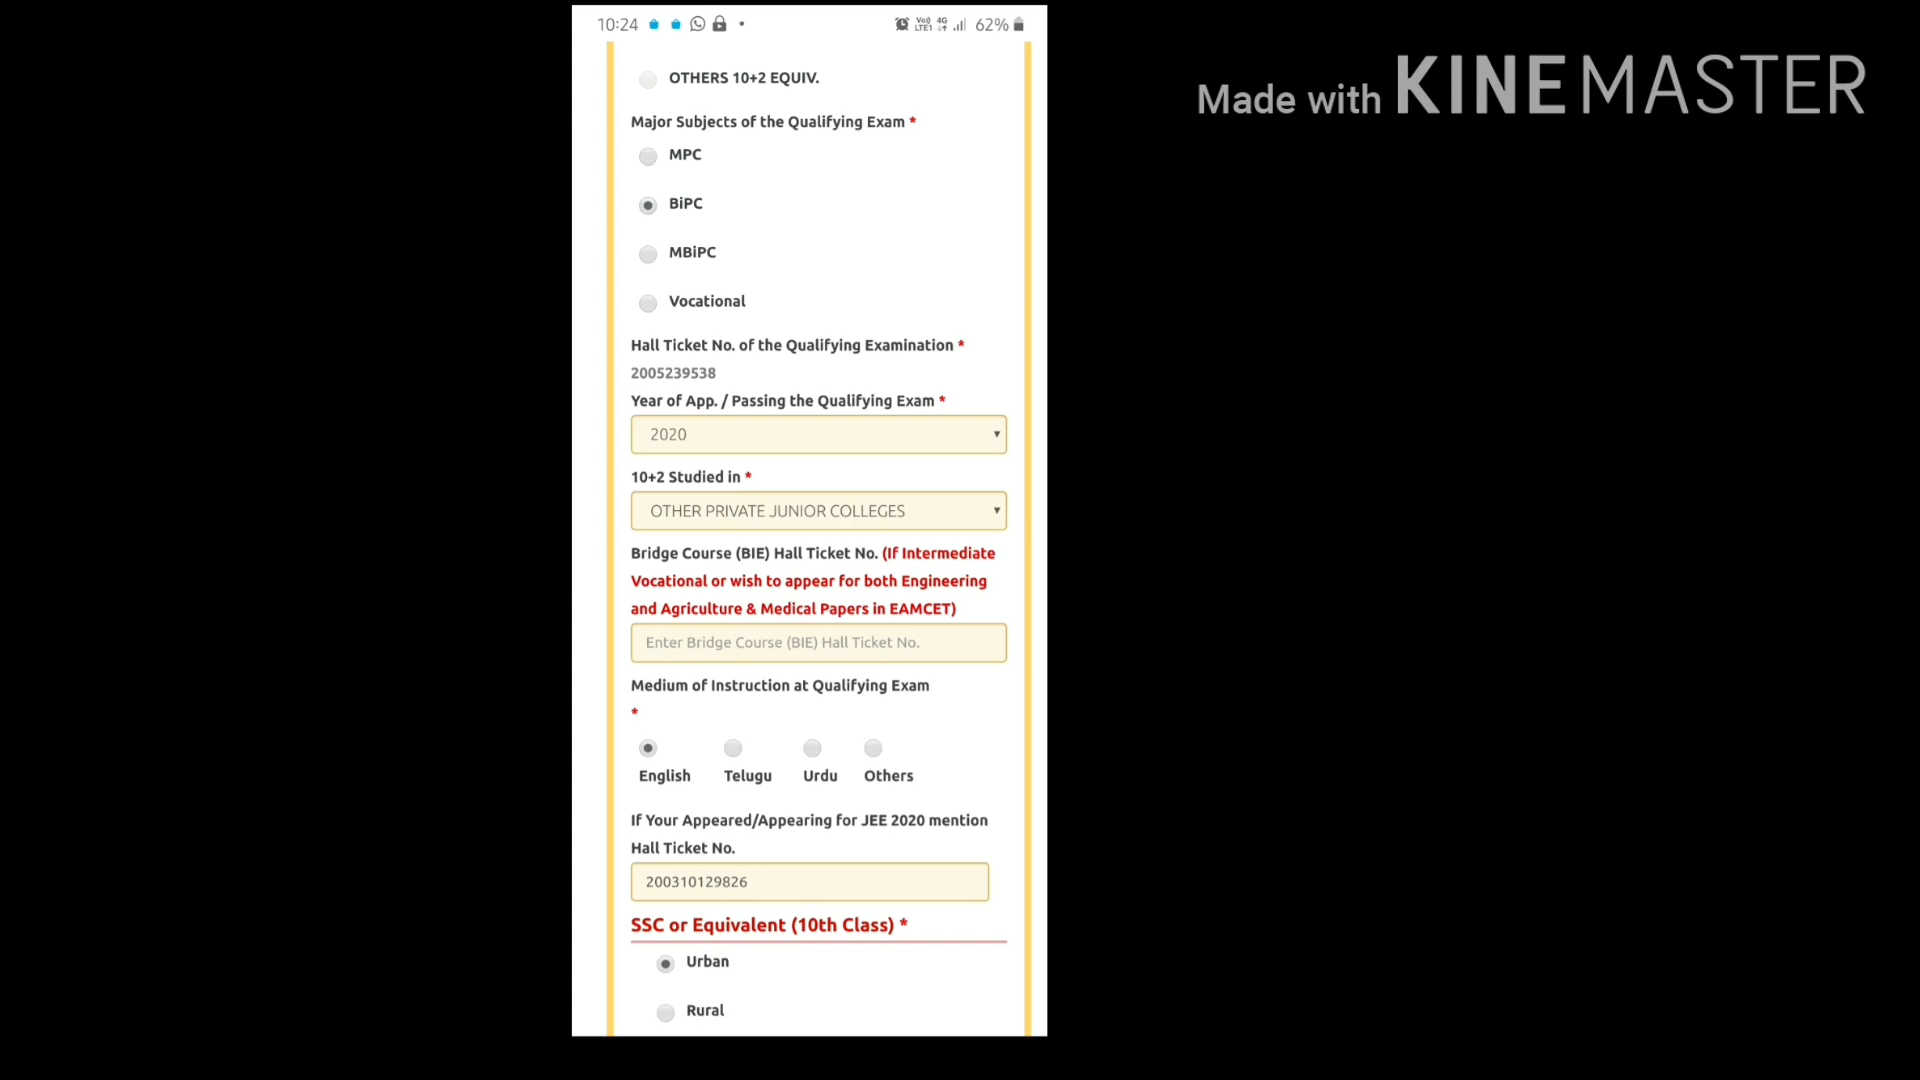 10:24
Vo)) LTE1 4G 62%
Made with KINEMASTER
OTHERS 10+2 EQUIV.
Major Subjects of the Qualifying Exam *
MPC
BiPC
MBiPC
Vocational
Hall Ticket No. of the Qualifying Examination *
2005239538
Year of App. / Passing the Qualifying Exam *
2020
10+2 Studied in *
OTHER PRIVATE JUNIOR COLLEGES
Bridge Course (BIE) Hall Ticket No. (If Intermediate
Vocational or wish to appear for both Engineering
and Agriculture & Medical Papers in EAMCET)
Enter Bridge Course (BIE) Hall Ticket No.
Medium of Instruction at Qualifying Exam
*
English Telugu Urdu Others
If Your Appeared/Appearing for JEE 2020 mention
Hall Ticket No.
200310129826
SSC or Equivalent (10th Class) *
Urban
Rural